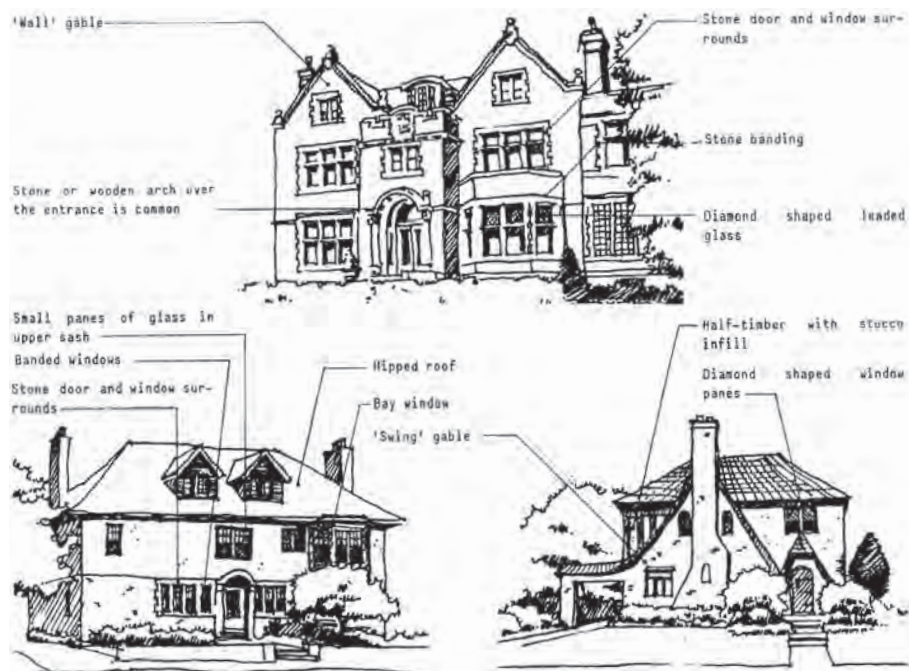 'Wall' gable
Stone or wooden arch over
the entrance is common
Stone door and window sur-
rounds
Stone banding
Diamond shaped leaded
glass
Small panes of glass in
upper sash
Banded windows
Stone door and window sur-
rounds
Hipped roof
Bay window
'Swing' gable
Half-timber with stucco
infill
Diamond shaped window
panes